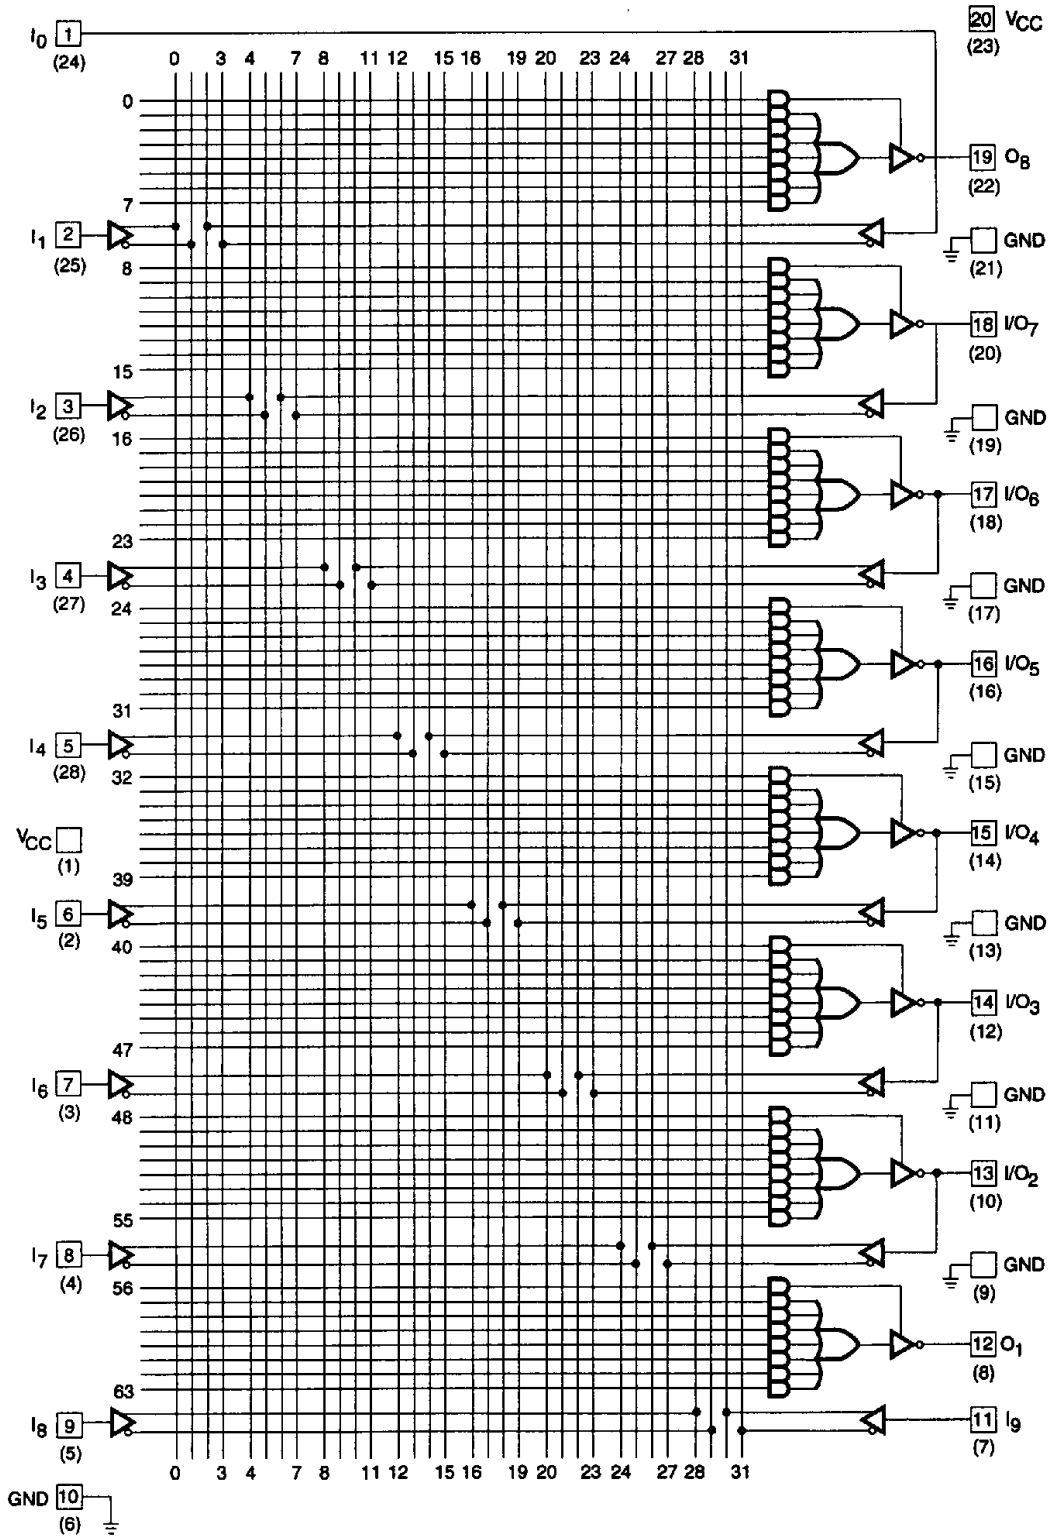 I0 1 20 VCC
(24) (23)
0 3 4 7 8 11 12 15 16 19 20 23 24 27 28 31
0
19 O8
(22)
7
I1 2
(25)
GND
(21)
8
18 I/O7
(20)
15
I2 3
(26)
GND
(19)
16
17 I/O6
(18)
23
I3 4
(27)
GND
(17)
24
16 I/O5
(16)
31
I4 5
(28)
GND
(15)
32
VCC
(1)
15 I/O4
(14)
39
I5 6
(2)
GND
(13)
40
14 I/O3
(12)
47
I6 7
(3)
GND
(11)
48
13 I/O2
(10)
55
I7 8
(4)
GND
(9)
56
12 O1
(8)
63
I8 9
(5)
11 I9
(7)
0 3 4 7 8 11 12 15 16 19 20 23 24 27 28 31
GND 10
(6)